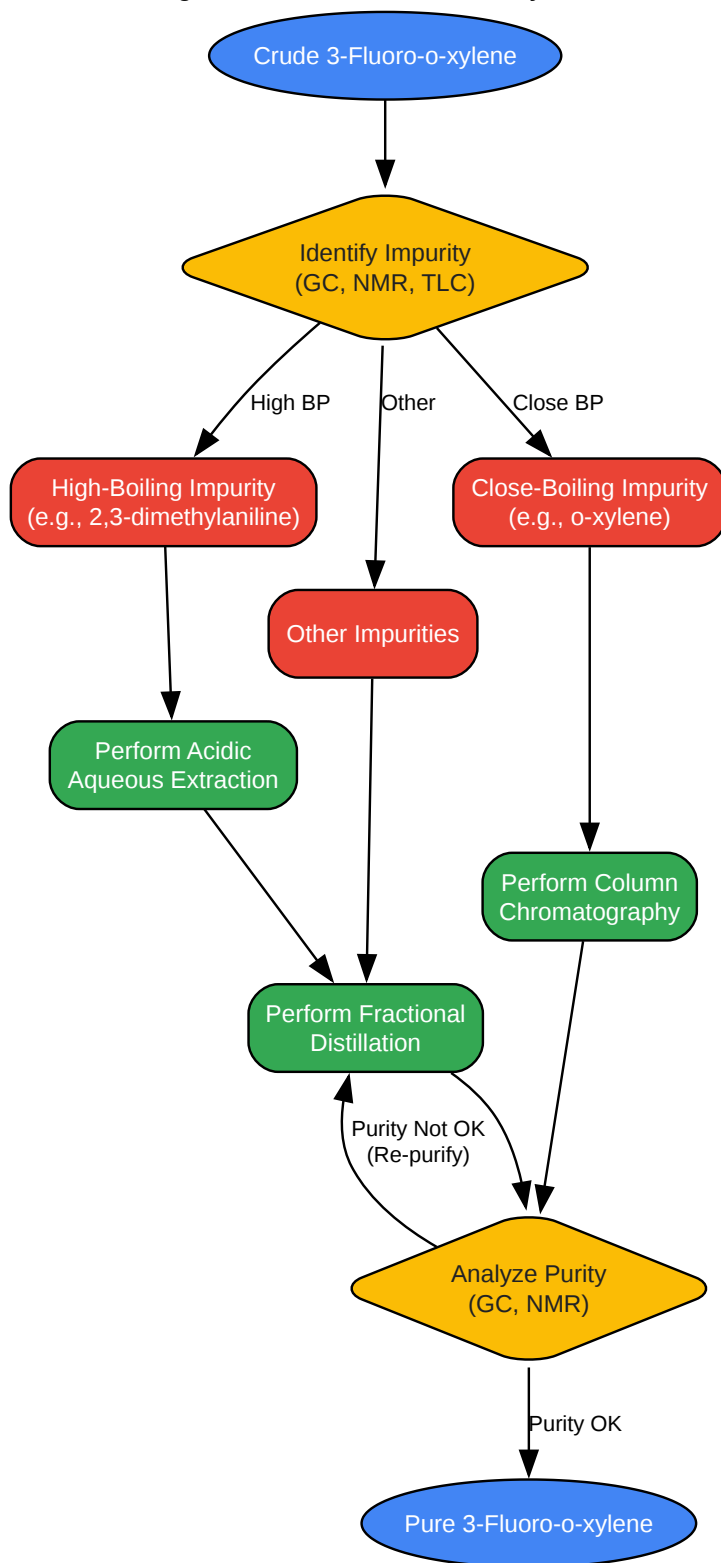 Crude 3-Fluoro-o-xylene
Identify Impurity
(GC, NMR, TLC)
High BP
Other
Close BP
High-Boiling Impurity
(e.g., 2,3-dimethylaniline)
Close-Boiling Impurity
(e.g., o-xylene)
Other Impurities
Perform Acidic
Aqueous Extraction
Perform Column
Chromatography
Perform Fractional
Distillation
Purity Not OK
(Re-purify)
Analyze Purity
(GC, NMR)
Purity OK
Pure 3-Fluoro-o-xylene